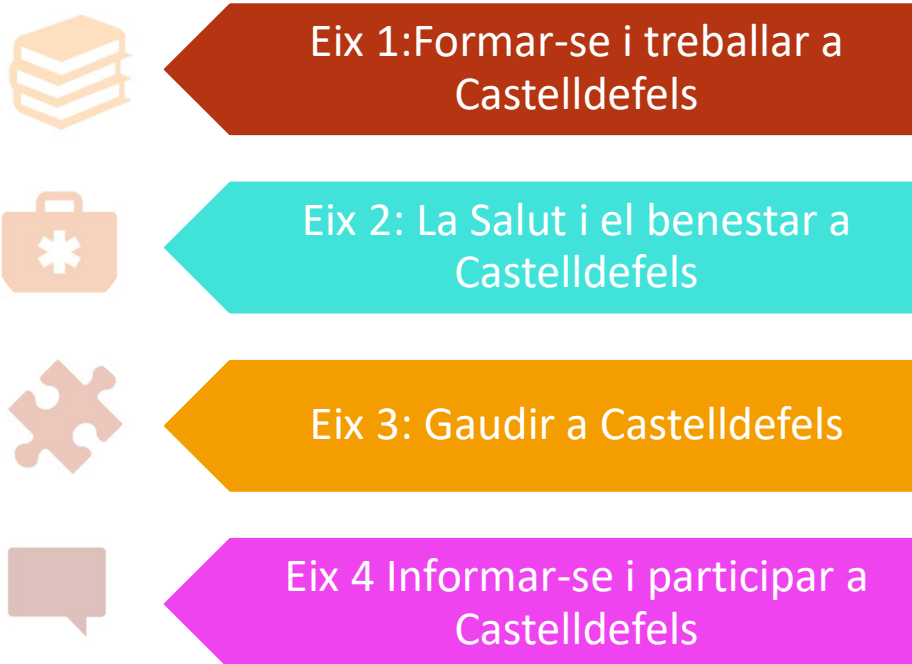 Eix 1:Formar-se i treballar a
Castelldefels
Eix 2: La Salut i el benestar a
Castelldefels
Eix 3: Gaudir a Castelldefels
Eix 4 Informar-se i participar a
Castelldefels